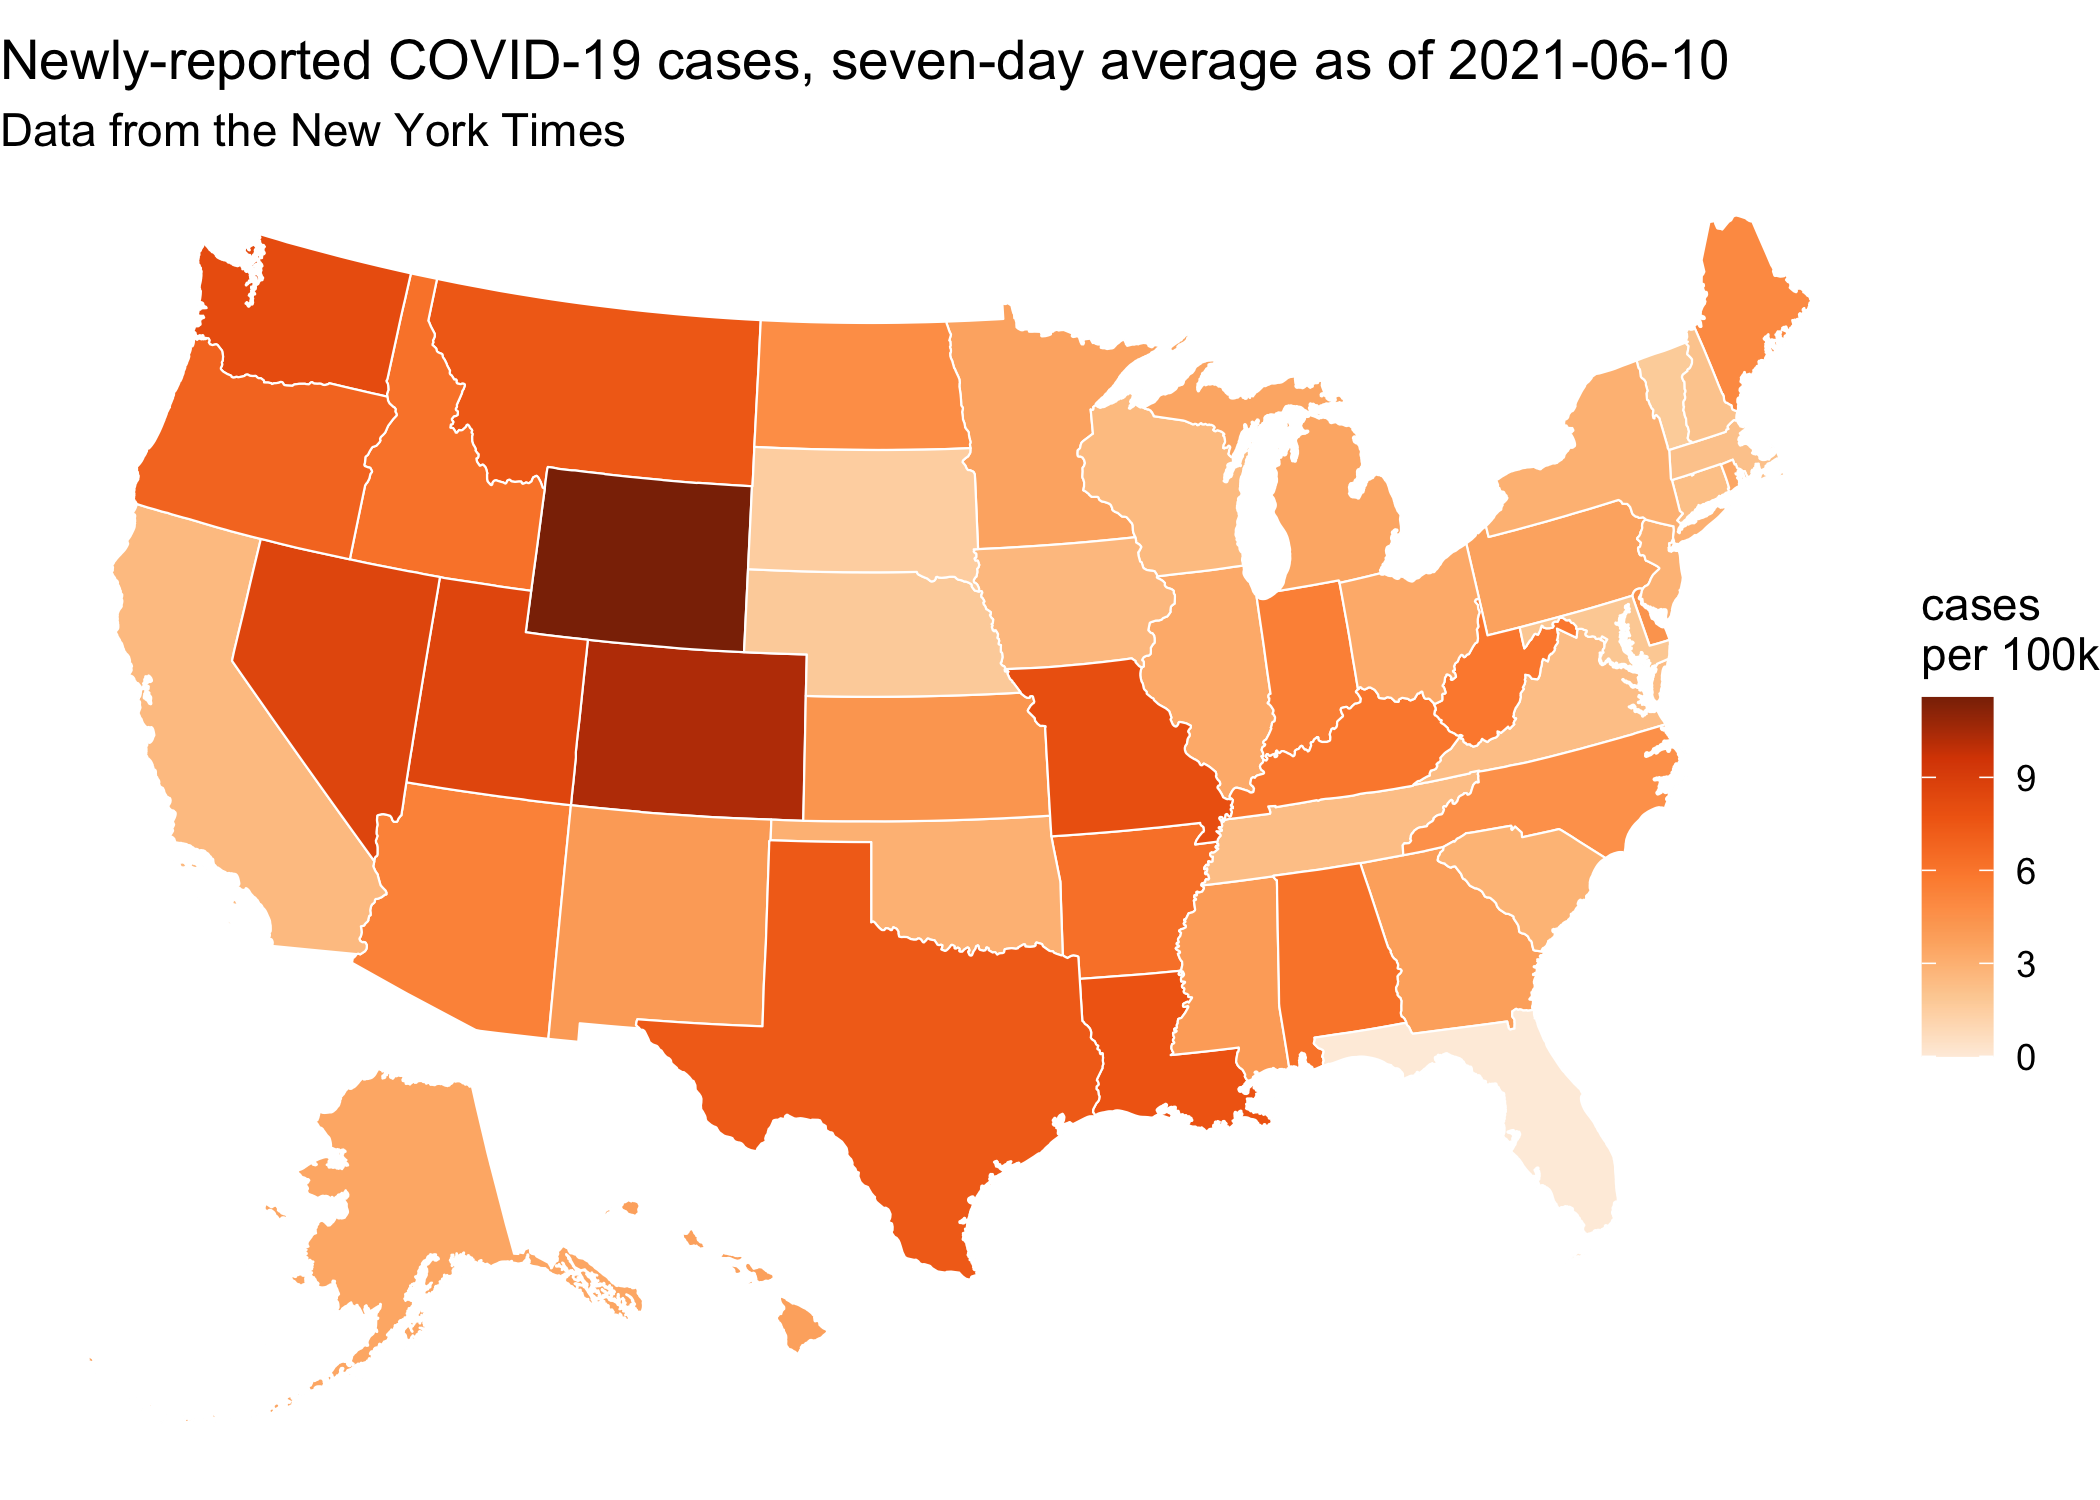 Newly-reported COVID-19 cases, seven-day average as of 2021-06-10
Data from the New York Times
cases
per 100k
9
6
3
0